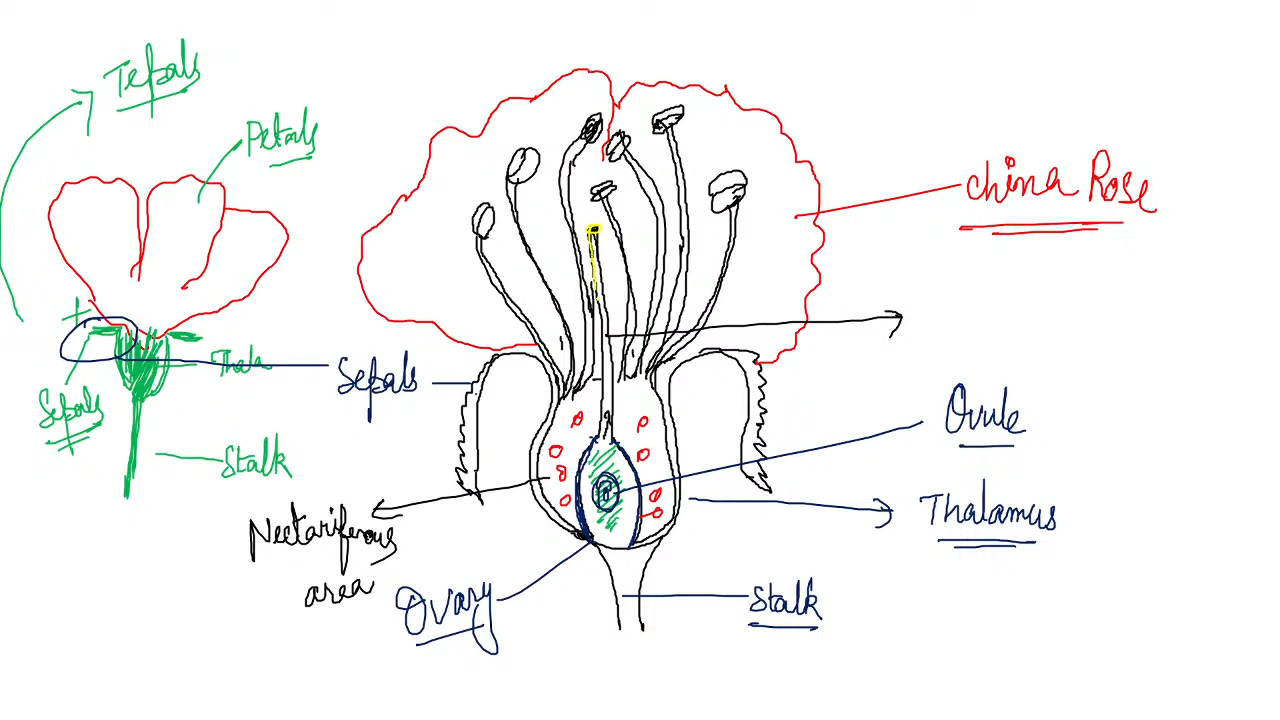 Tepals
Petals
China Rose
Thala
Sepals
Sepals
Ovule
Stalk
Thalamus
Nectariferous
area
Ovary
Stalk